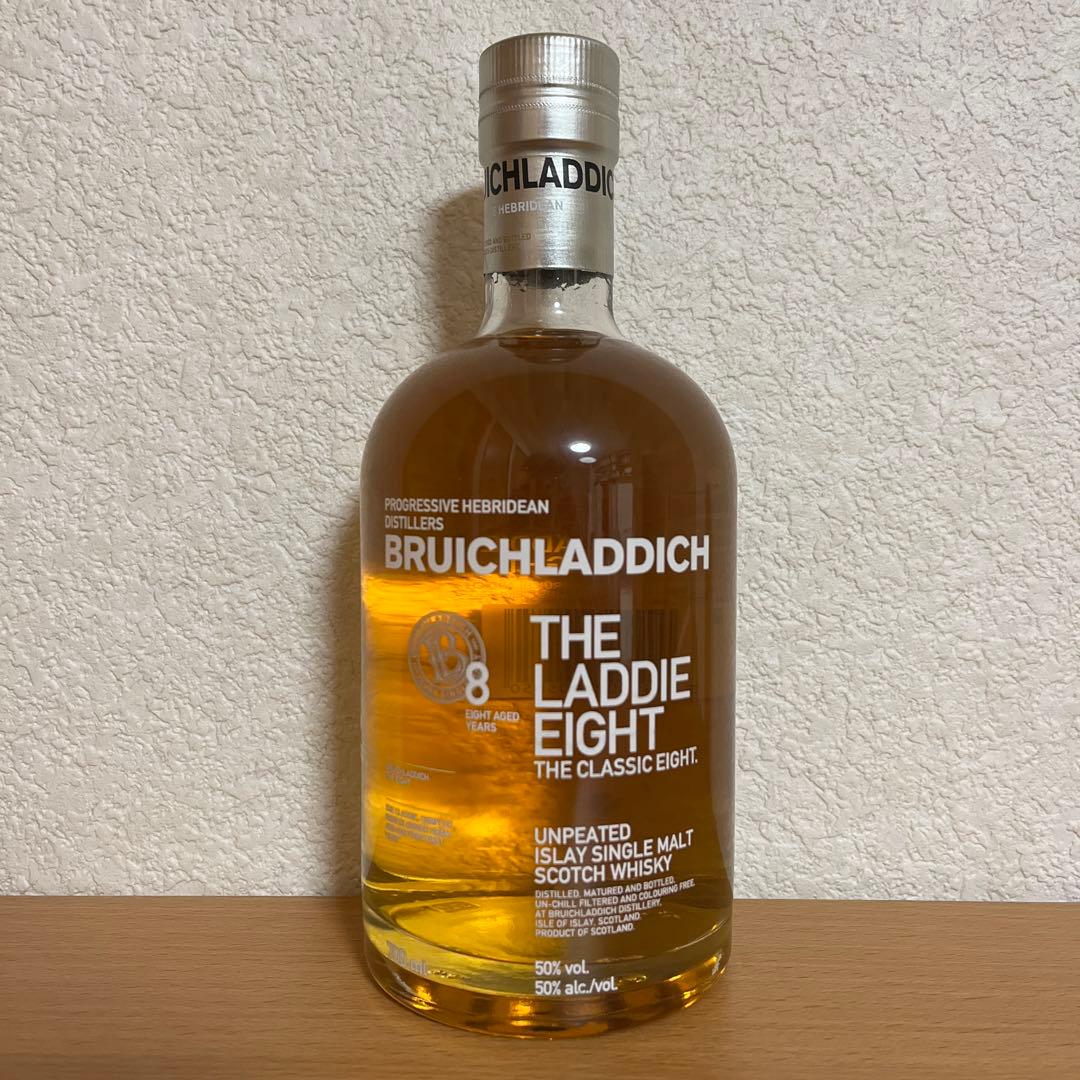 HEBRIDEAN
PROGRESSIVE HEBRIDEAN
DISTILLERS
BRUICHLADDICH
8
EIGHT AGED
YEARS
THE
LADDIE
EIGHT
THE CLASSIC EIGHT.
UNPEATED
ISLAY SINGLE MALT
SCOTCH WHISKY
DISTILLED, MATURED AND BOTTLED,
UN-CHILL FILTERED AND COLOURING FREE,
AT BRUICHLADDICH DISTILLERY,
ISLE OF ISLAY, SCOTLAND.
PRODUCT OF SCOTLAND.
50% vol.
50% alc./vol.